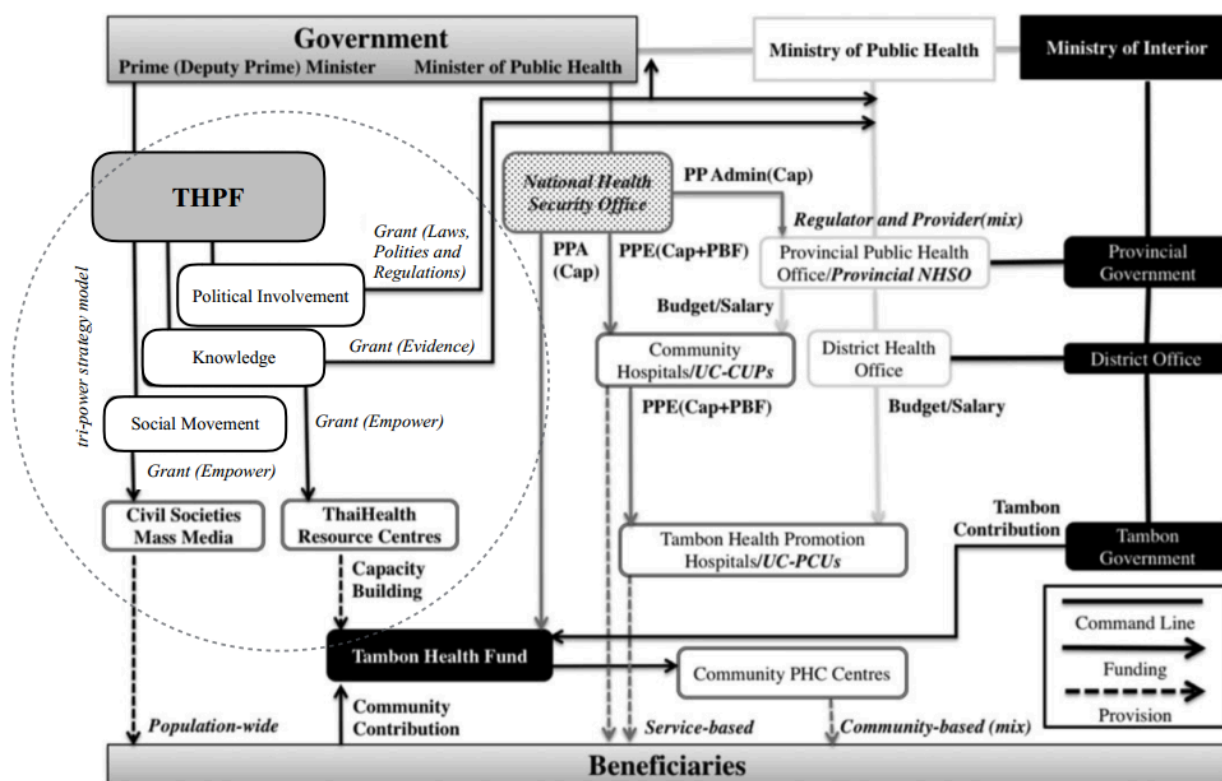 Government
Prime (Deputy Prime) Minister
Minister of Public Health
Ministry of Public Health
Ministry of Interior
THPF
National Health
Security Office
PP Admin(Cap)
Grant (Laws,
Polities and
Regulations)
Regulator and Provider(mix)
PPA
(Cap)
PPE(Cap+PBF)
Provincial Public Health
Office/Provincial NHSO
Provincial
Government
tri-power strategy model
Political Involvement
Budget/Salary
Knowledge
Grant (Evidence)
Community
Hospitals/UC-CUPs
District Health
Office
District Office
Social Movement
Grant (Empower)
PPE(Cap+PBF)
Budget/Salary
Grant (Empower)
Civil Societies
Mass Media
ThaiHealth
Resource Centres
Tambon
Contribution
Tambon Health Promotion
Hospitals/UC-PCUs
Tambon
Government
Capacity
Building
Command Line
Funding
Provision
Tambon Health Fund
Community PHC Centres
Population-wide
Community
Contribution
Service-based
Community-based (mix)
Beneficiaries